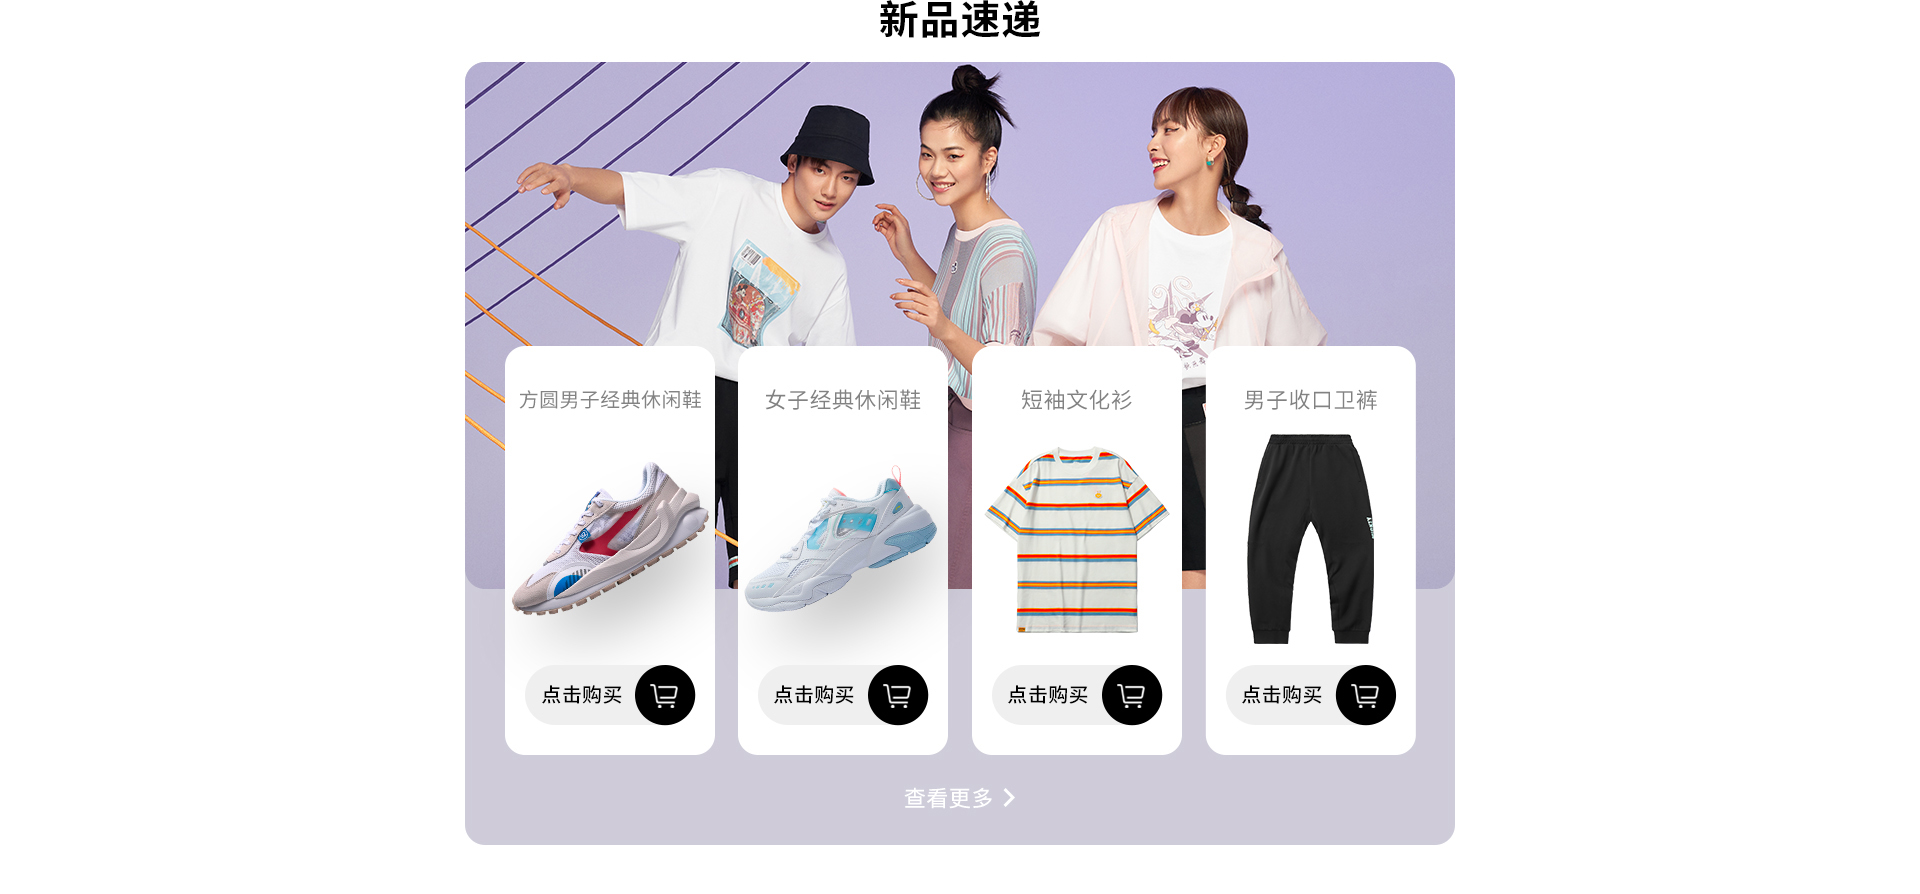 新品速递
方圆男子经典休闲鞋
女子经典休闲鞋
短袖文化衫
男子收口卫裤
点击购买
点击购买
点击购买
点击购买
查看更多